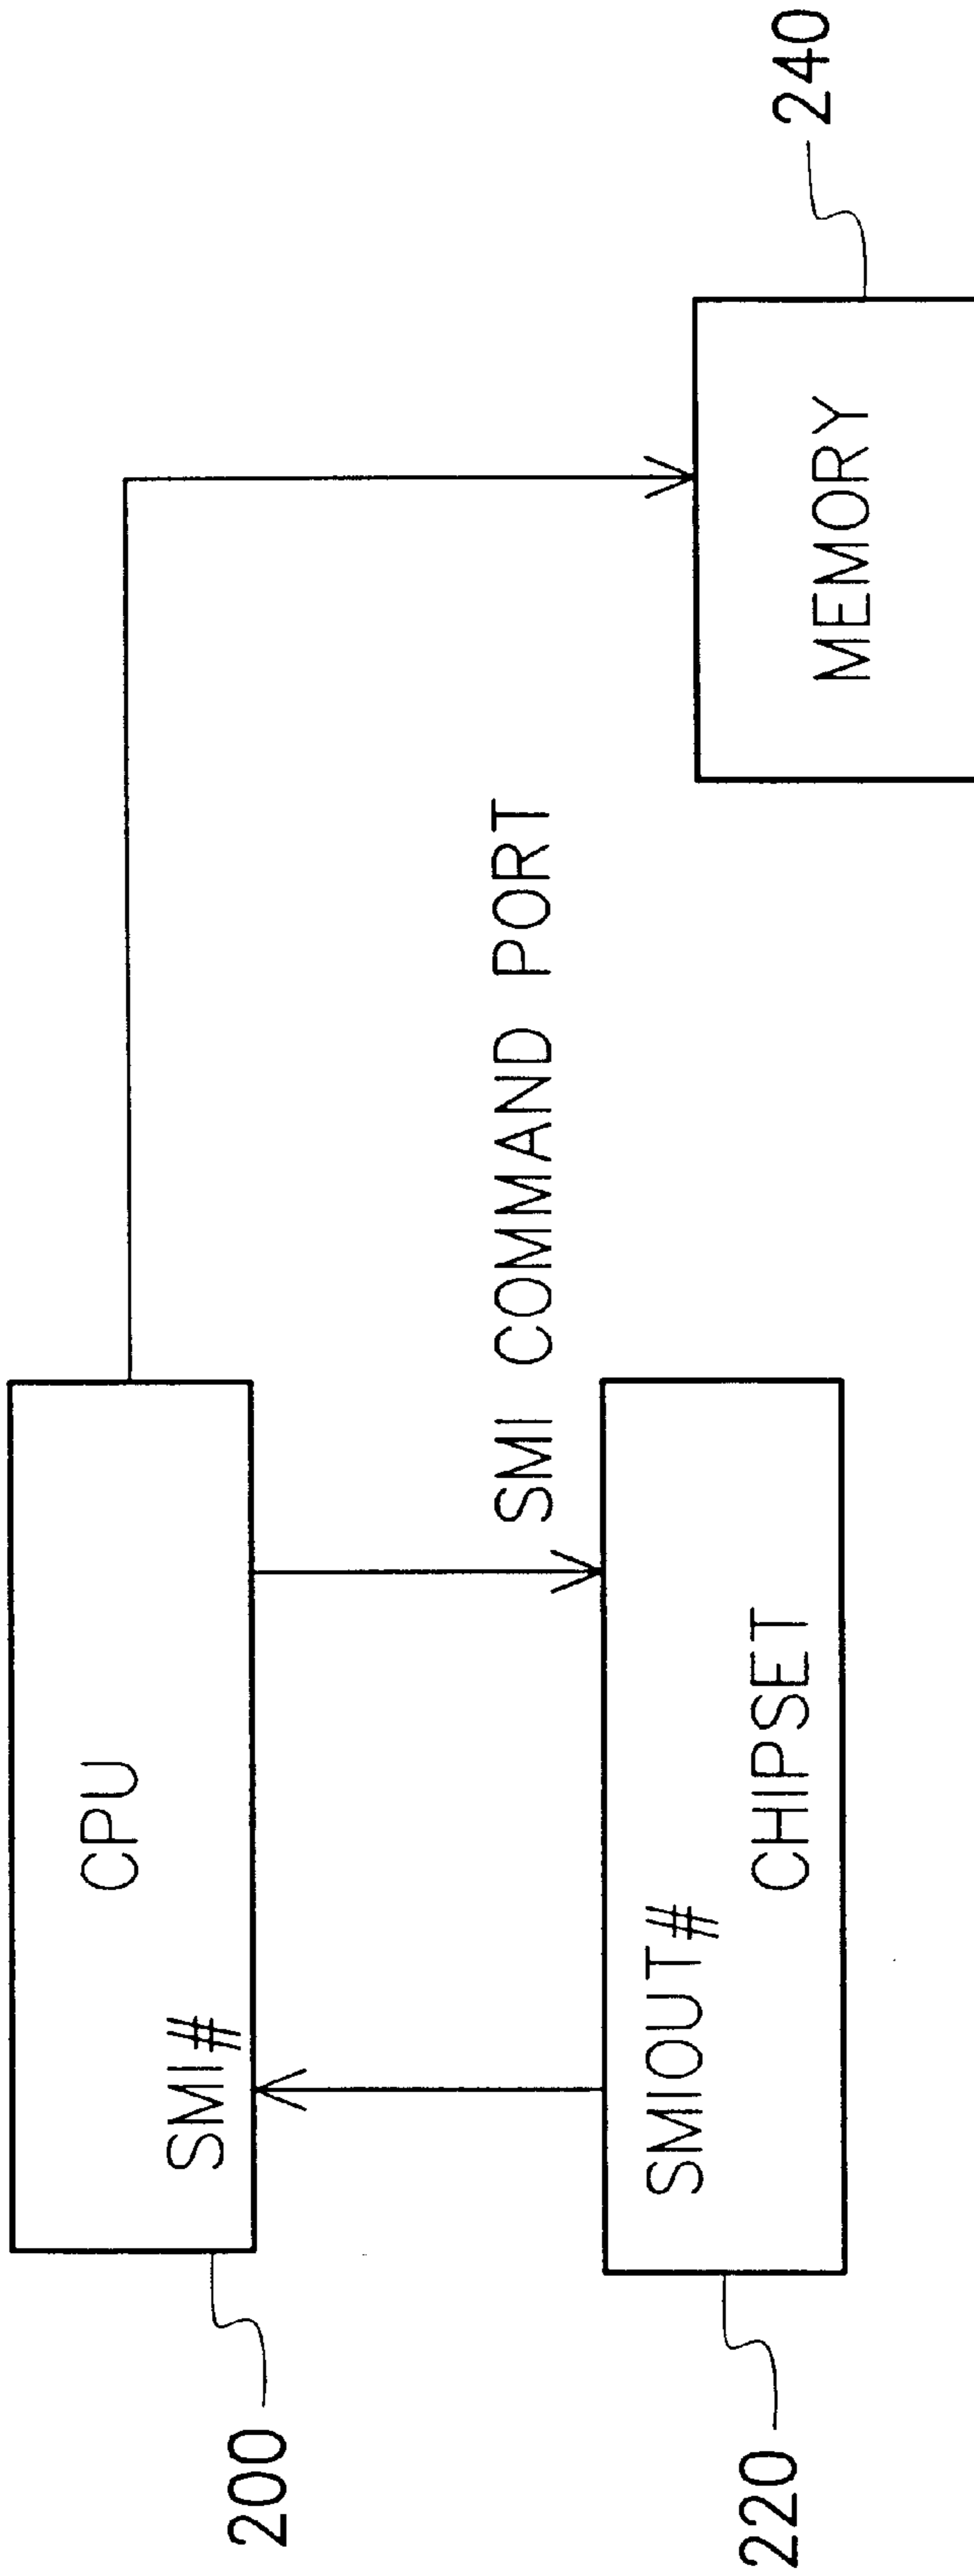 CPU
SMI#
200
SMI COMMAND PORT
SMIOUT#
CHIPSET
220
MEMORY
240